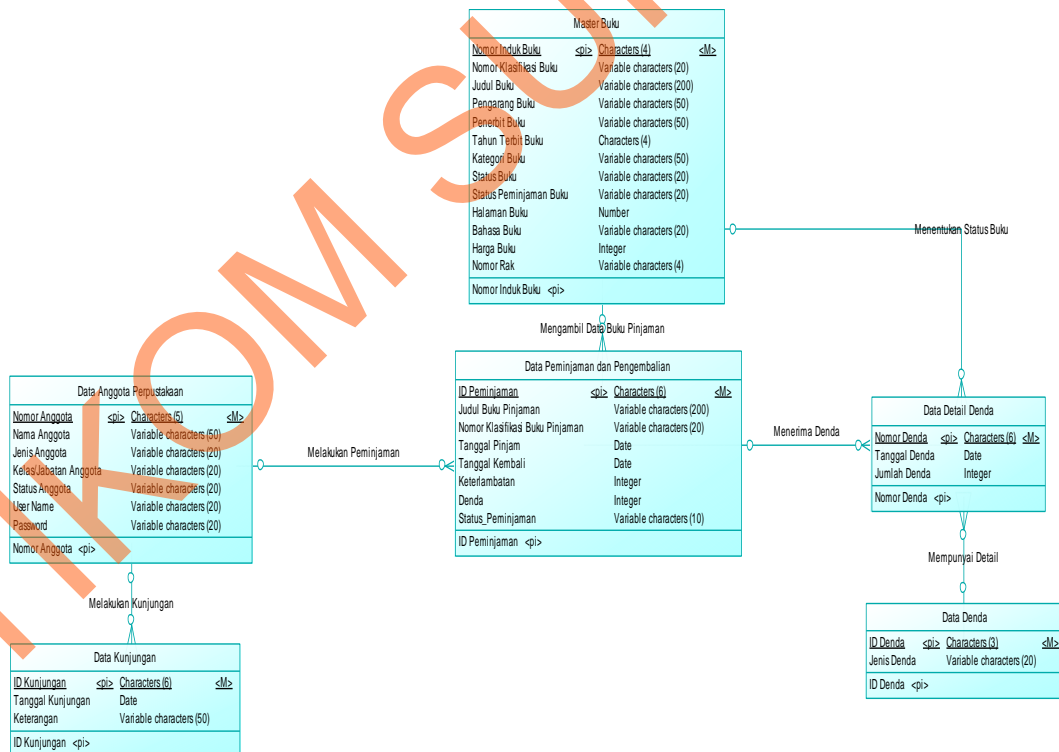 Master Buku
Nomor Induk Buku <pi> Characters (4) <M>
Nomor Klasifikasi Buku Variable characters (20)
Judul Buku Variable characters (200)
Pengarang Buku Variable characters (50)
Penerbit Buku Variable characters (50)
Tahun Terbit Buku Characters (4)
Kategori Buku Variable characters (50)
Status Buku Variable characters (20)
Status Peminjaman Buku Variable characters (20)
Halaman Buku Number
Bahasa Buku Variable characters (20)
Harga Buku Integer
Nomor Rak Variable characters (4)
Nomor Induk Buku <pi>
Menentukan Status Buku
Mengambil Data Buku Pinjaman
Data Peminjaman dan Pengembalian
ID Peminjaman <pi> Characters (6) <M>
Judul Buku Pinjaman Variable characters (200)
Nomor Klasifikasi Buku Pinjaman Variable characters (20)
Tanggal Pinjam Date
Tanggal Kembali Date
Keterlambatan Integer
Denda Integer
Status_Peminjaman Variable characters (10)
ID Peminjaman <pi>
Data Anggota Perpustakaan
Nomor Anggota <pi> Characters (5) <M>
Nama Anggota Variable characters (50)
Jenis Anggota Variable characters (20)
Kelas/Jabatan Anggota Variable characters (20)
Status Anggota Variable characters (20)
User Name Variable characters (20)
Password Variable characters (20)
Nomor Anggota <pi>
Melakukan Peminjaman
Menerima Denda
Data Detail Denda
Nomor Denda <pi> Characters (6) <M>
Tanggal Denda Date
Jumlah Denda Integer
Nomor Denda <pi>
Mempunyai Detail
Data Denda
ID Denda <pi> Characters (3) <M>
Jenis Denda Variable characters (20)
ID Denda <pi>
Melakukan Kunjungan
Data Kunjungan
ID Kunjungan <pi> Characters (6) <M>
Tanggal Kunjungan Date
Keterangan Variable characters (50)
ID Kunjungan <pi>
IKOM SU